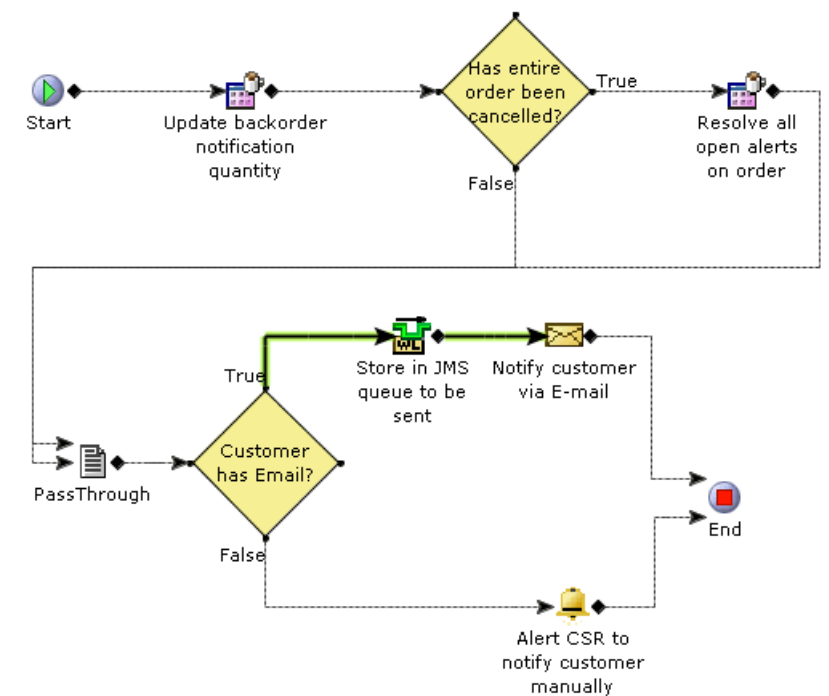 Has entire
order been
cancelled?
True
Start
Update backorder
notification
quantity
Resolve all
open alerts
on order
False
WL
True
Store in JMS
queue to be
sent
Notify customer
via E-mail
Customer
has Email?
PassThrough
End
False
Alert CSR to
notify customer
manually